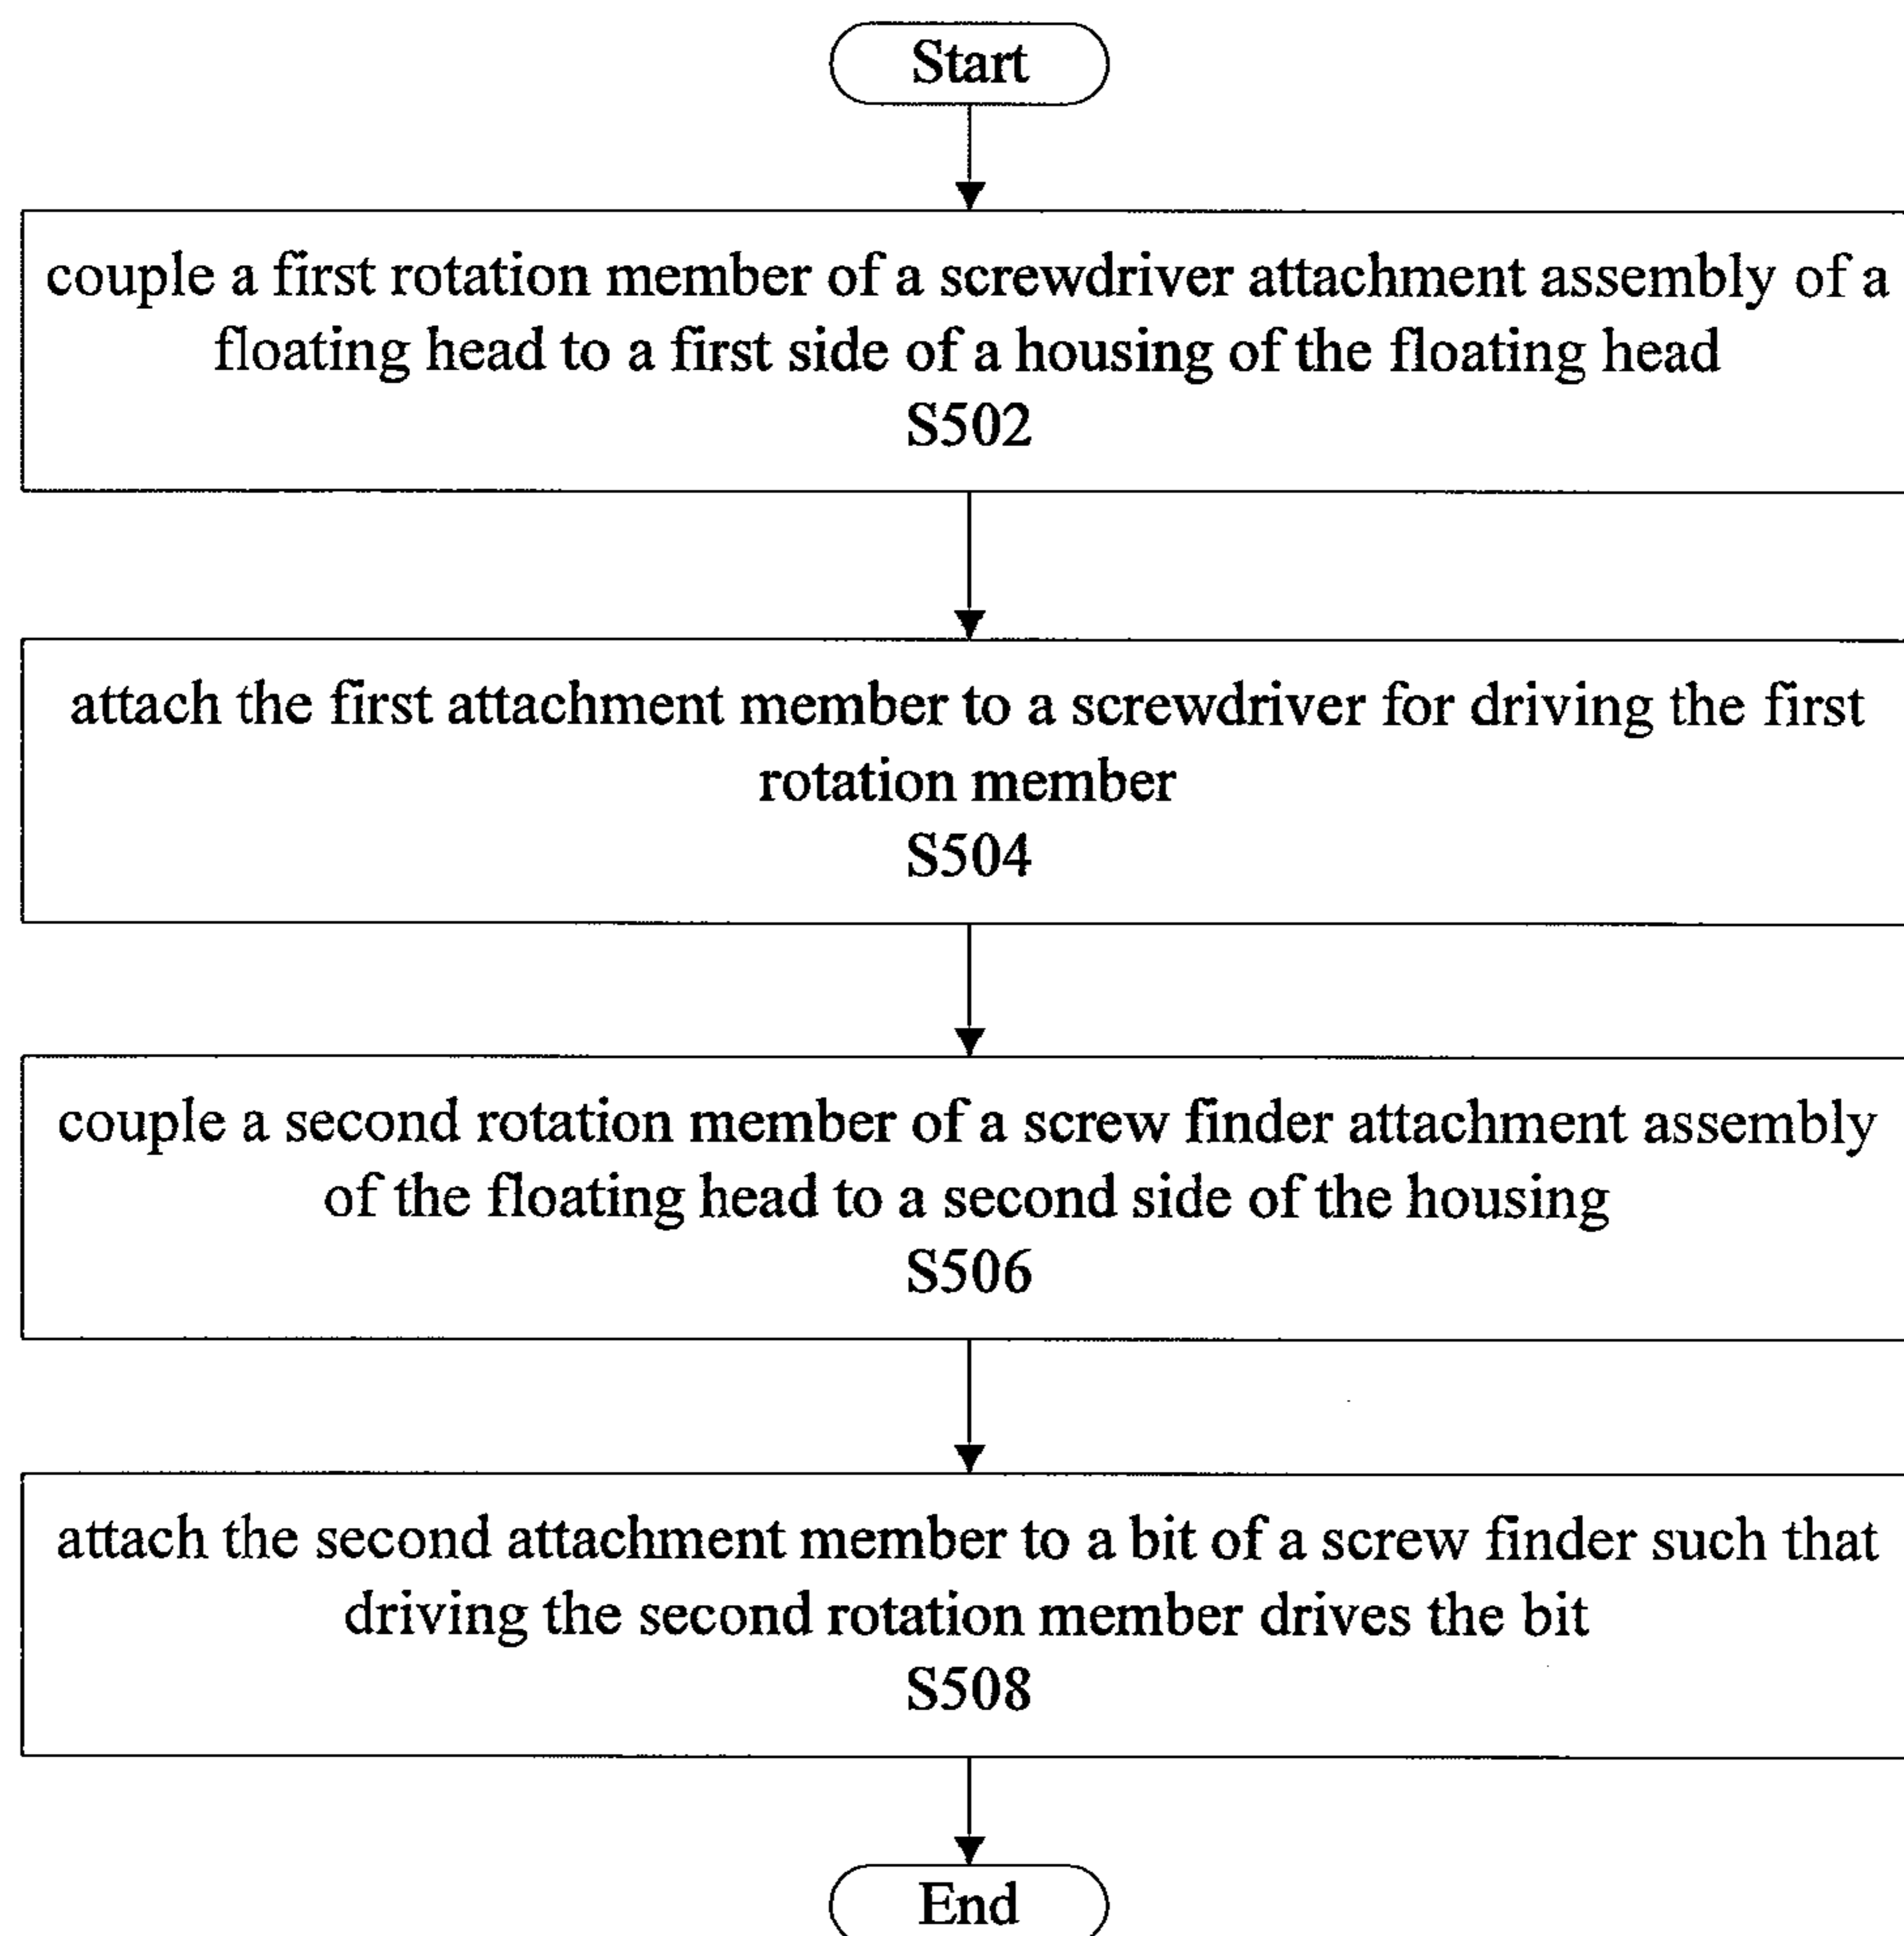 Start
couple a first rotation member of a screwdriver attachment assembly of a
floating head to a first side of a housing of the floating head
S502
attach the first attachment member to a screwdriver for driving the first
rotation member
S504
couple a second rotation member of a screw finder attachment assembly
of the floating head to a second side of the housing
S506
attach the second attachment member to a bit of a screw finder such that
driving the second rotation member drives the bit
S508
End